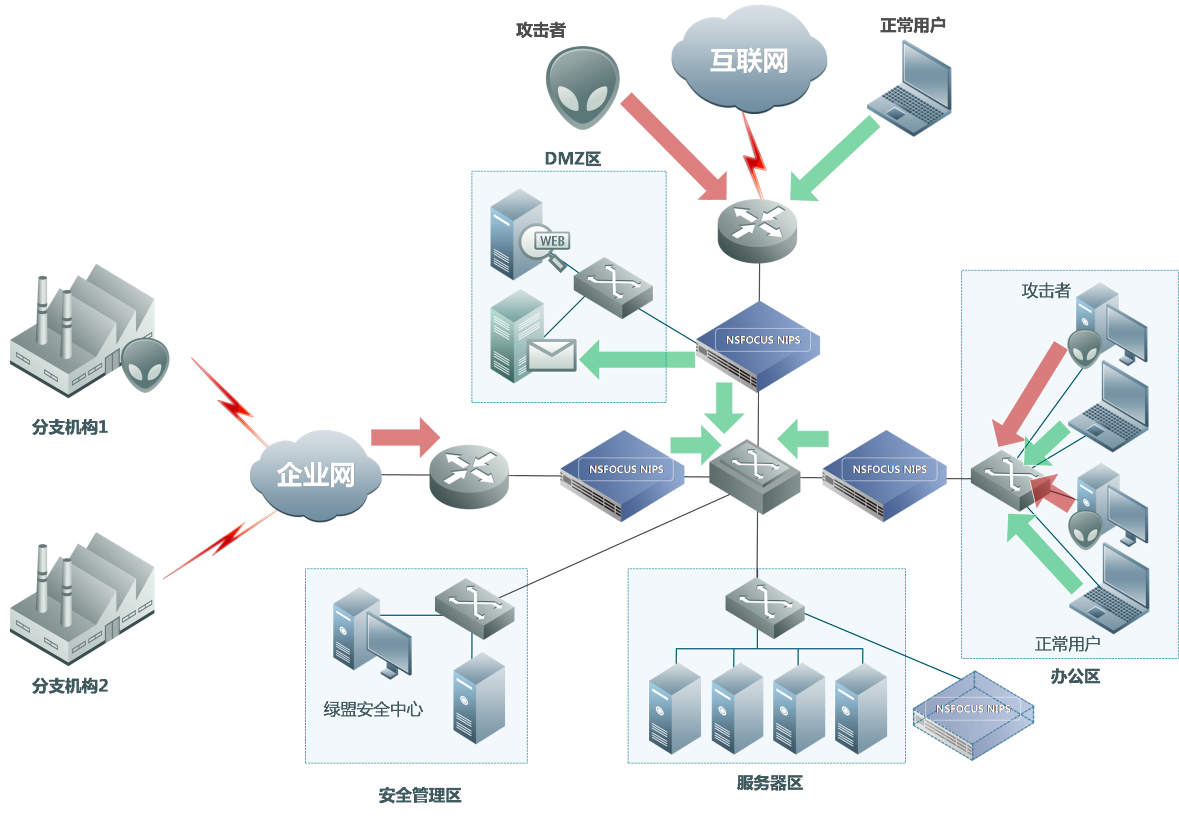 攻击者
互联网
正常用户
DMZ区
WEB
NSFOCUS NIPS
攻击者
分支机构1
企业网
NSFOCUS NIPS
NSFOCUS NIPS
分支机构2
绿盟安全中心
正常用户
办公区
NSFOCUS NIPS
安全管理区
服务器区